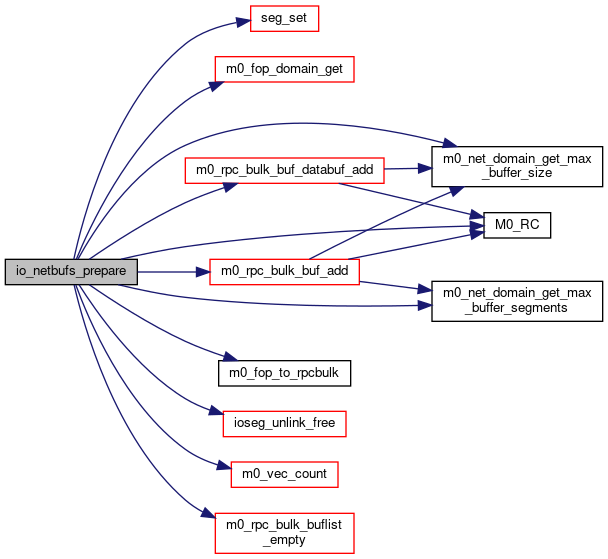 seg_set
m0_fop_domain_get
m0_net_domain_get_max
_buffer_size
m0_rpc_bulk_buf_databuf_add
M0_RC
io_netbufs_prepare
m0_rpc_bulk_buf_add
m0_net_domain_get_max
_buffer_segments
m0_fop_to_rpcbulk
ioseg_unlink_free
m0_vec_count
m0_rpc_bulk_buflist
_empty